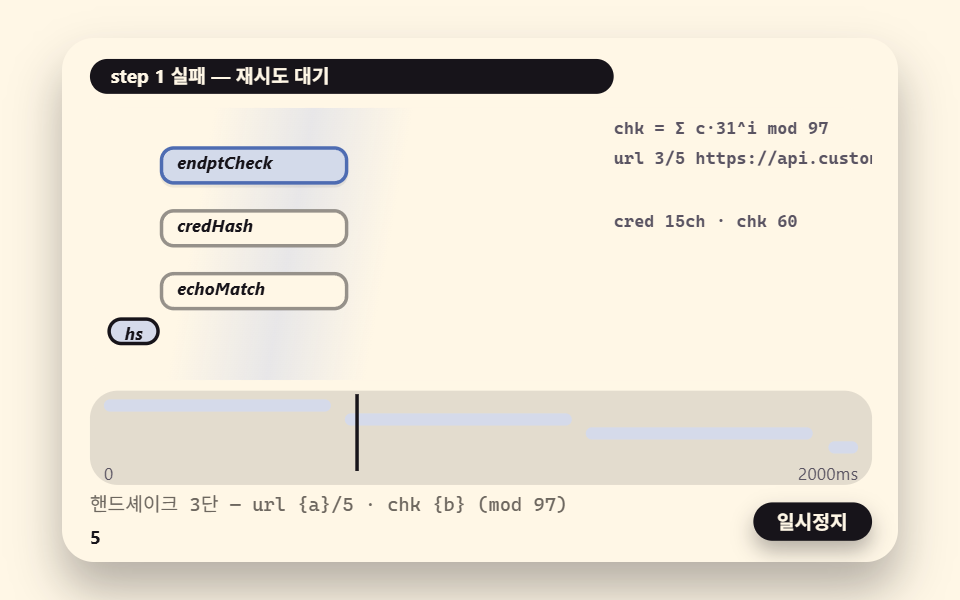 step 1 실패 — 재시도 대기
chk = Σ c·31^i mod 97
url 3/5 https://api.custo
endptCheck
credHash
cred 15ch · chk 60
echoMatch
hs
0
2000ms
핸드셰이크 3단 — url {a}/5 · chk {b} (mod 97)
일시정지
5